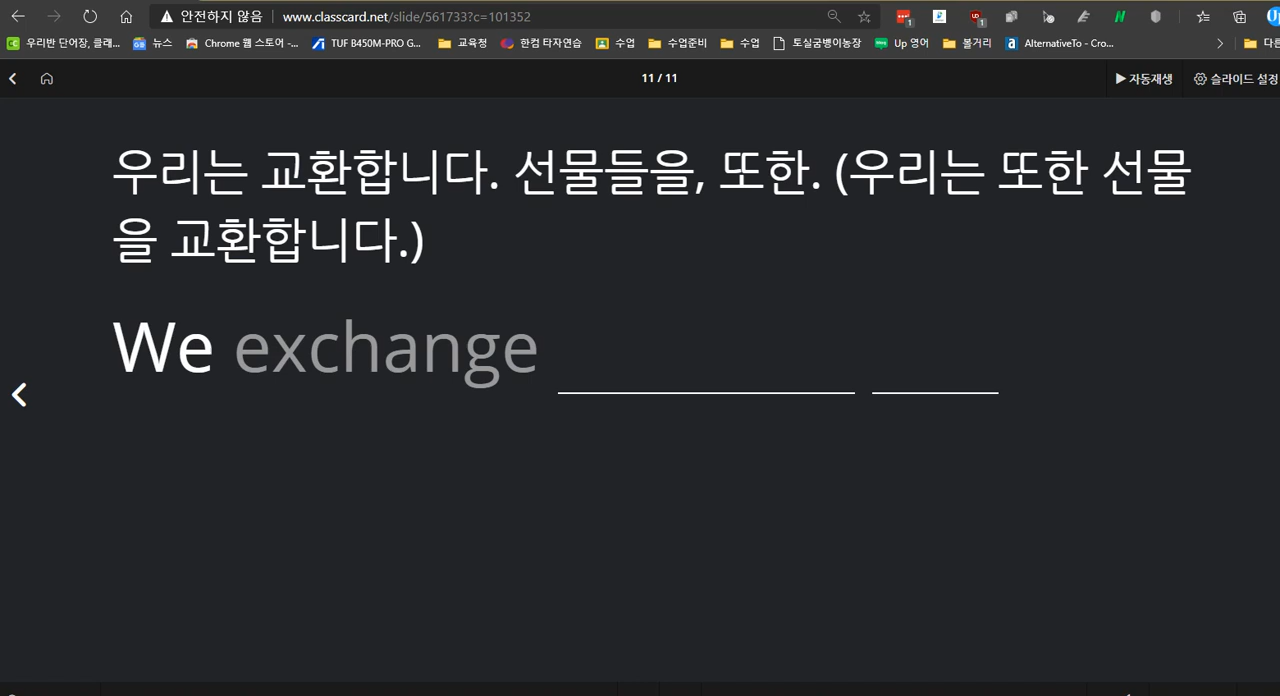 안전하지 않음 www.classcard.net/slide/561733?c=101352
우리반 단어장, 클래... 뉴스 Chrome 웹 스토어 -... TUF B450M-PRO G... 교육청 한컴 타자연습 수업 수업준비 수업 토실굼벵이농장 Up 영어 볼거리 AlternativeTo - Cro... 다른
11 / 11 자동재생 슬라이드 설정
우리는 교환합니다. 선물들을, 또한. (우리는 또한 선물
을 교환합니다.)
We exchange